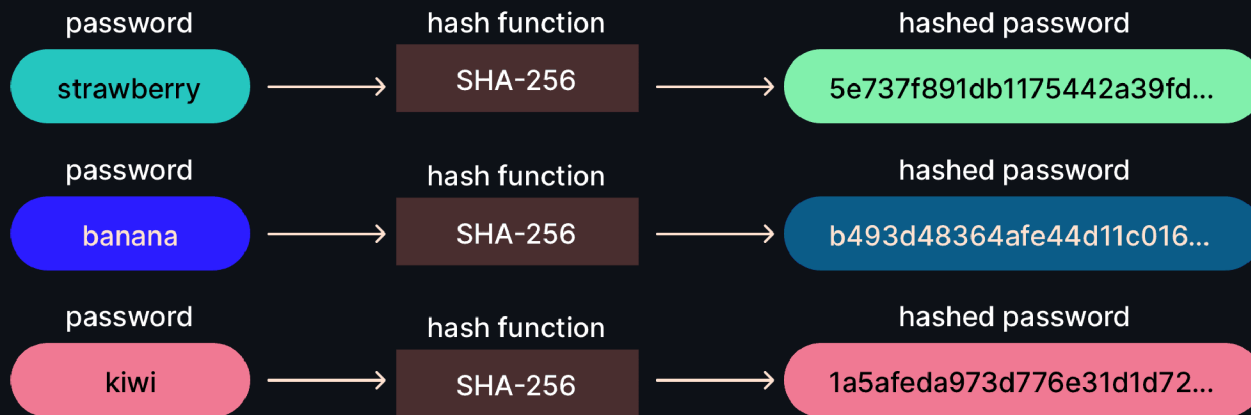 password hash function hashed password
strawberry SHA-256 5e737f891db1175442a39fd...
password hash function hashed password
banana SHA-256 b493d48364afe44d11c016...
password hash function hashed password
kiwi SHA-256 1a5afeda973d776e31d1d72...